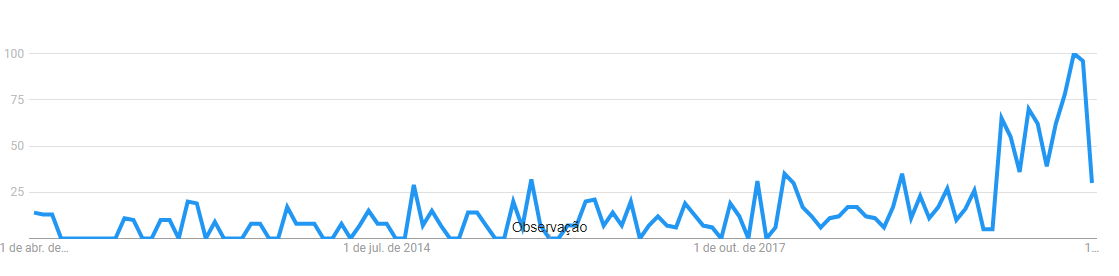 100
75
50
25
Observação
1 de abr. de…
1 de jul. de 2014
1 de out. de 2017
1…